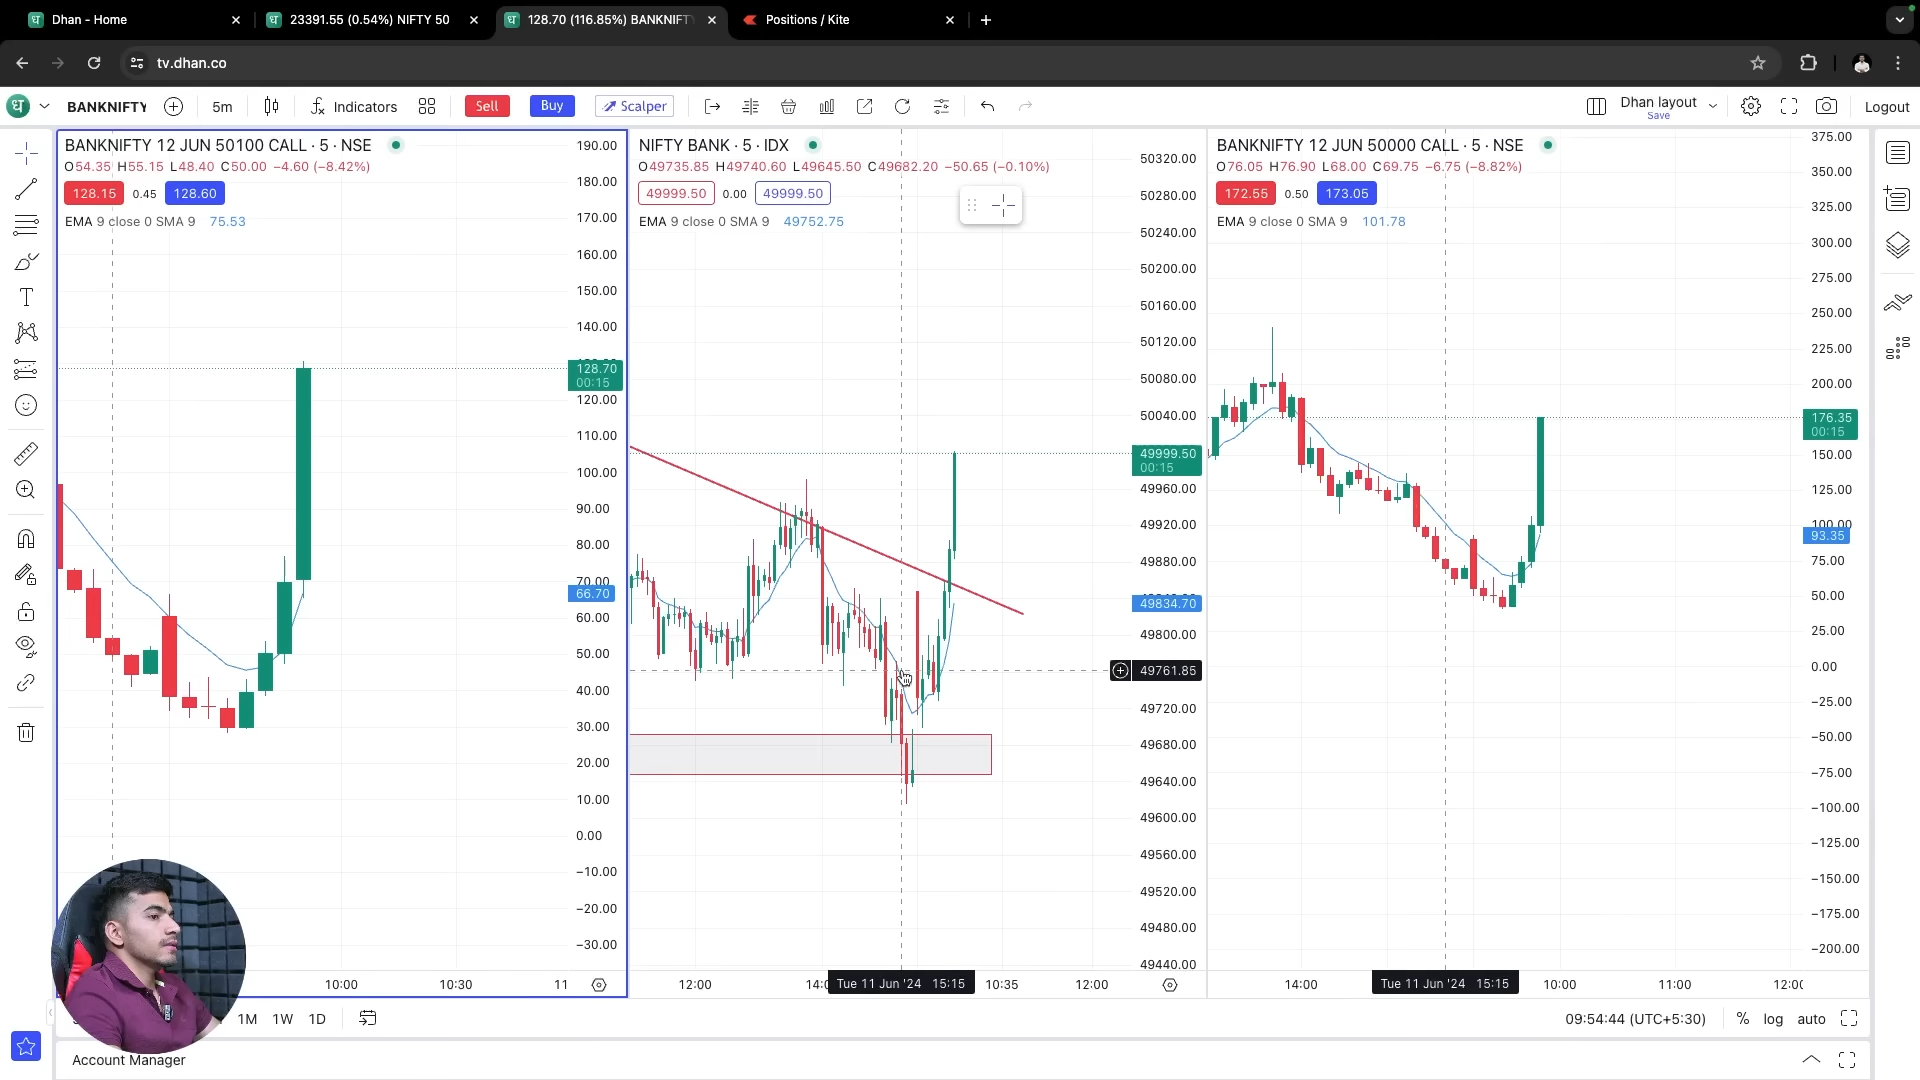 Dhan - Home
23391.55 (0.54%) NIFTY 50
128.70 (116.85%) BANKNIFT
Positions / Kite
tv.dhan.co
BANKNIFTY
5m
Indicators
Sell
Buy
Scalper
Dhan layout
Save
Logout
BANKNIFTY 12 JUN 50100 CALL · 5 · NSE
O54.35 H55.15 L48.40 C50.00 −4.60 (−8.42%)
128.15 0.45 128.60
EMA 9 close 0 SMA 9 75.53
190.00
180.00
170.00
160.00
150.00
140.00
128.70
00:15
120.00
110.00
100.00
90.00
80.00
70.00
66.70
60.00
50.00
40.00
30.00
20.00
10.00
0.00
−10.00
−20.00
−30.00
10:00 10:30 11
NIFTY BANK · 5 · IDX
O49735.85 H49740.60 L49645.50 C49682.20 −50.65 (−0.10%)
49999.50 0.00 49999.50
EMA 9 close 0 SMA 9 49752.75
50320.00
50280.00
50240.00
50200.00
50160.00
50120.00
50080.00
50040.00
49999.50
00:15
49960.00
49920.00
49880.00
49834.70
49800.00
49761.85
49720.00
49680.00
49640.00
49600.00
49560.00
49520.00
49480.00
49440.00
12:00 14:0 Tue 11 Jun '24 15:15 10:35 12:00
BANKNIFTY 12 JUN 50000 CALL · 5 · NSE
O76.05 H76.90 L68.00 C69.75 −6.75 (−8.82%)
172.55 0.50 173.05
EMA 9 close 0 SMA 9 101.78
375.00
350.00
325.00
300.00
275.00
250.00
225.00
200.00
176.35
00:15
150.00
125.00
100.00
93.35
75.00
50.00
25.00
0.00
−25.00
−50.00
−75.00
−100.00
−125.00
−150.00
−175.00
−200.00
14:00 Tue 11 Jun '24 15:15 10:00 11:00 12:00
1M 1W 1D
09:54:44 (UTC+5:30) % log auto
Account Manager